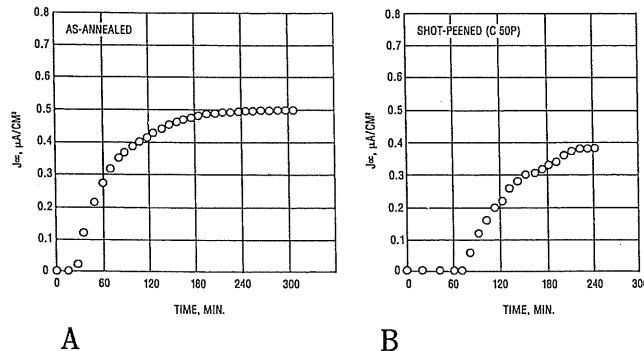 0.8
AS-ANNEALED
0.7
0.6
0.5
0.4
0.3
0.2
0.1
0
J∞, μA/CM²
0 60 120 180 240 300
TIME, MIN.
A
0.8
SHOT-PEENED (C 50P)
0.7
0.6
0.5
0.4
0.3
0.2
0.1
0
J∞, μA/CM²
0 60 120 180 240 300
TIME, MIN.
B